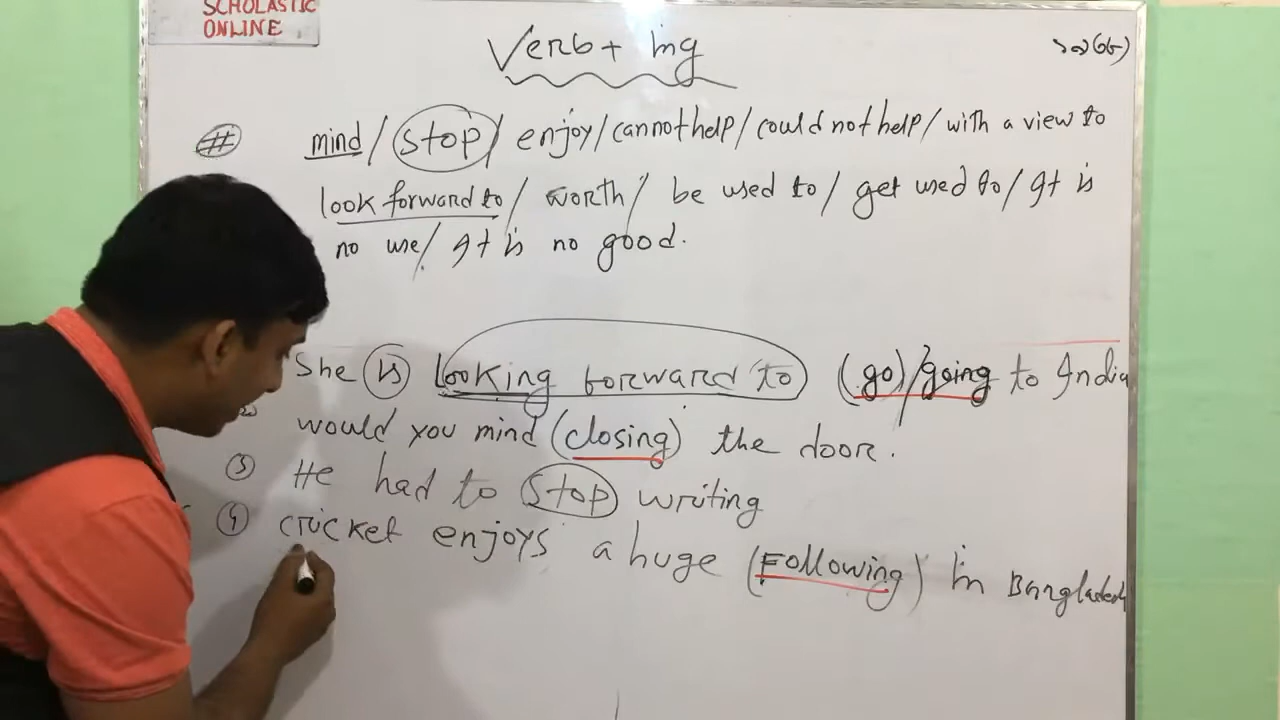 SCHOLASTIC
ONLINE
Verb + ing
# mind / stop / enjoy / cannot help / could not help / with a view to
look forward to / worth / be used to / get used to / It is
no use / It is no good.
She is looking forward to (go)/going to India
would you mind (closing) the door.
③ He had to stop writing
④ cricket enjoys a huge (Following) in Bangladesh